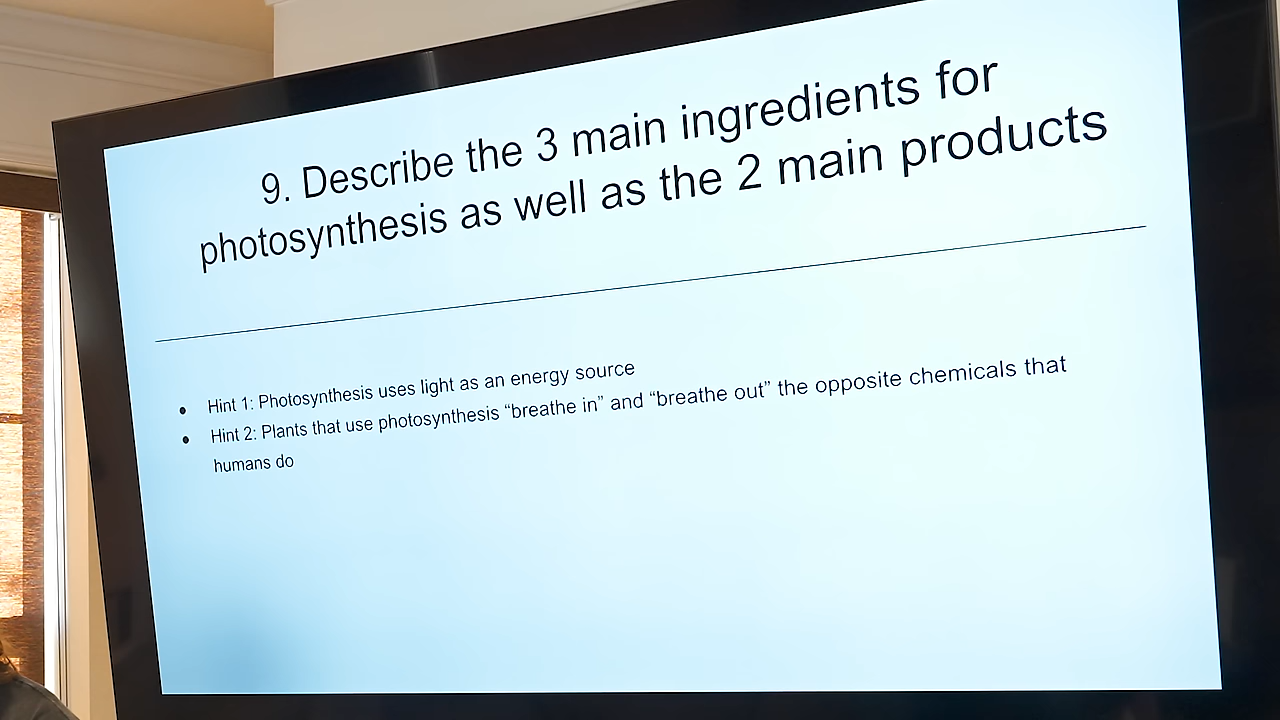 9. Describe the 3 main ingredients for
photosynthesis as well as the 2 main products
● Hint 1: Photosynthesis uses light as an energy source
● Hint 2: Plants that use photosynthesis “breathe in” and “breathe out” the opposite chemicals that
humans do